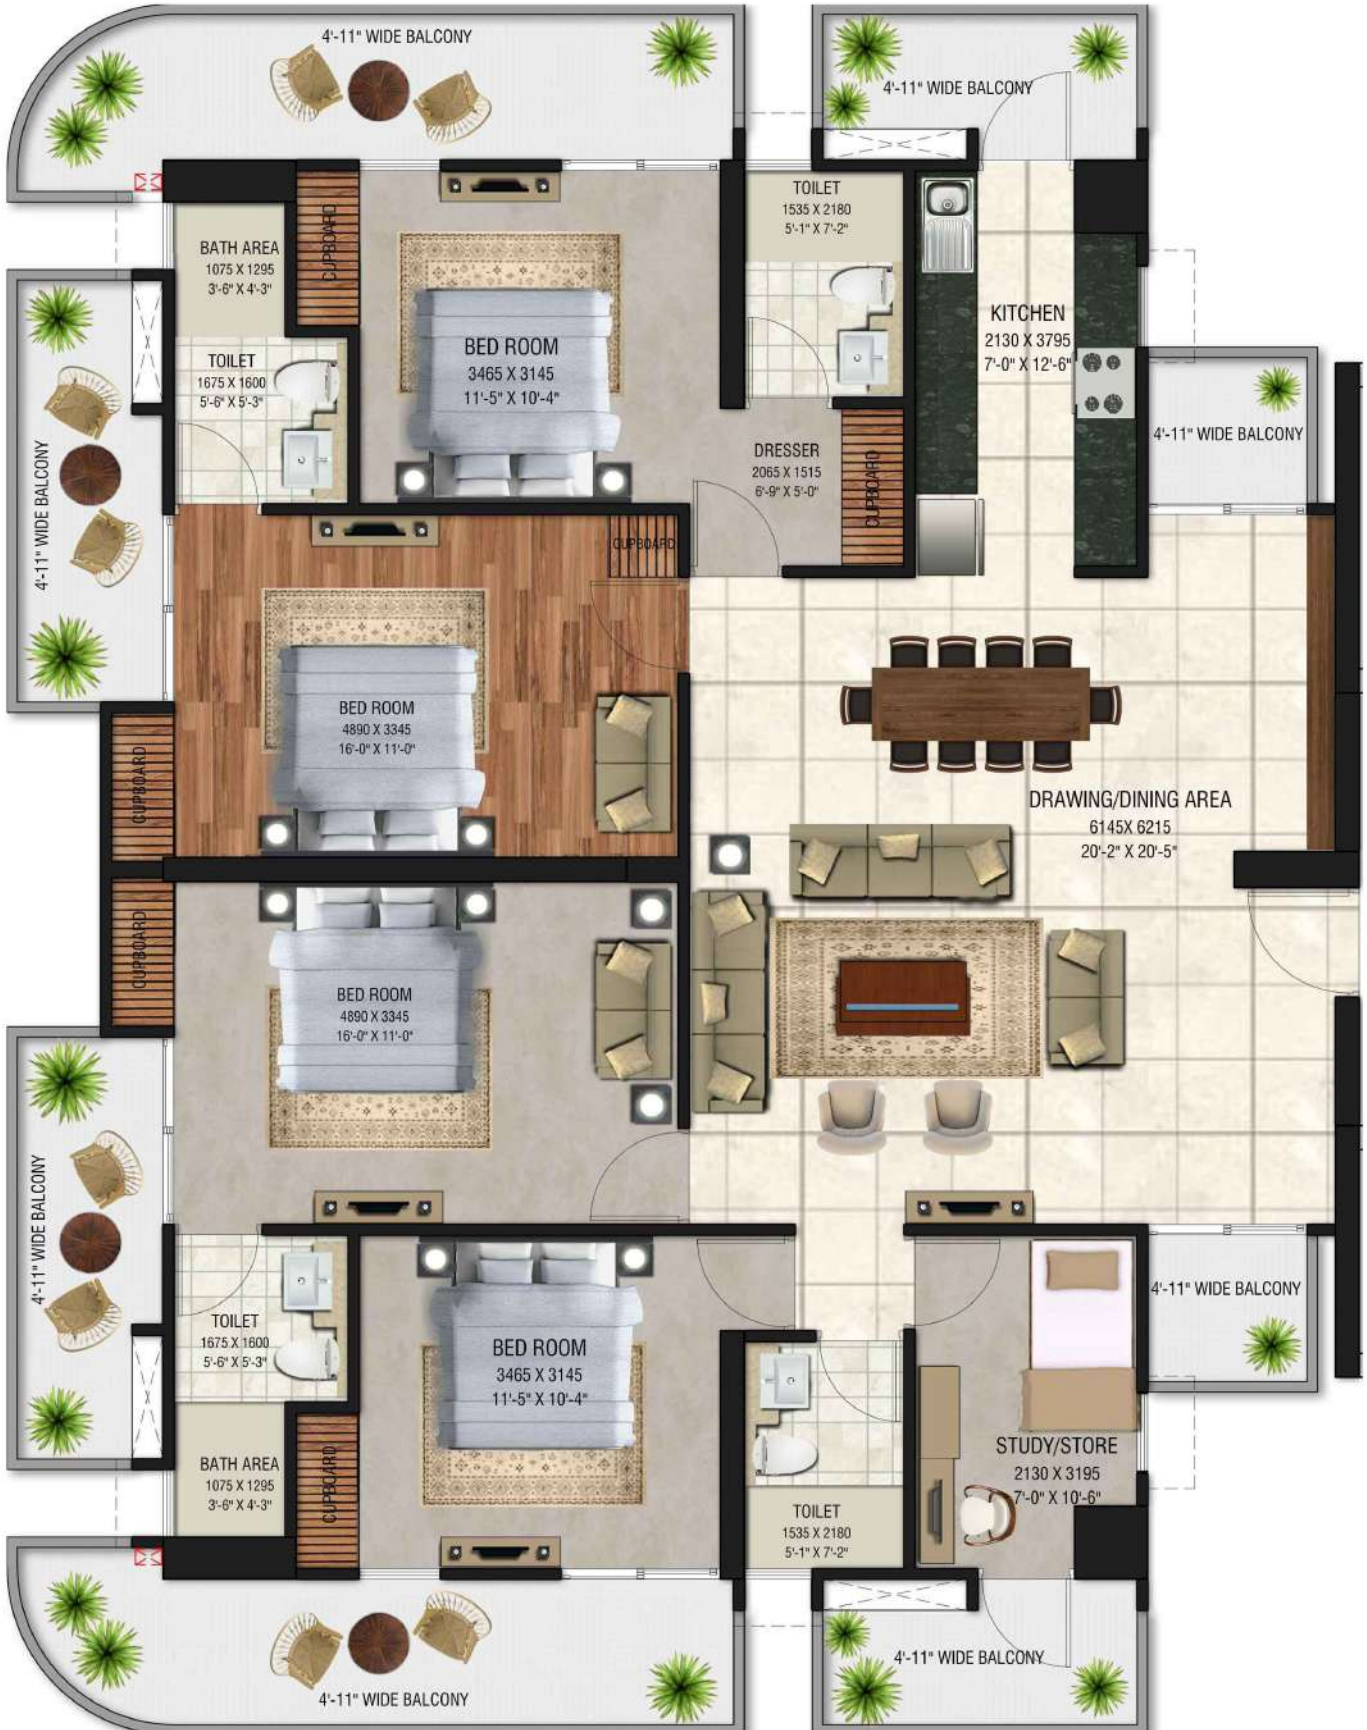 4'-11" WIDE BALCONY
4'-11" WIDE BALCONY
TOILET
1535 X 2180
5'-1" X 7'-2"
CUPBOARD
BATH AREA
1075 X 1295
3'-6" X 4'-3"
KITCHEN
2130 X 3795
7'-0" X 12'-6"
BED ROOM
3465 X 3145
11'-5" X 10'-4"
TOILET
1675 X 1600
5'-6" X 5'-3"
4'-11" WIDE BALCONY
4'-11" WIDE BALCONY
DRESSER
2065 X 1515
6'-9" X 5'-0"
CUPBOARD
CUPBOARD
BED ROOM
4890 X 3345
16'-0" X 11'-0"
CUPBOARD
DRAWING/DINING AREA
6145X 6215
20'-2" X 20'-5"
CUPBOARD
BED ROOM
4890 X 3345
16'-0" X 11'-0"
4'-11" WIDE BALCONY
4'-11" WIDE BALCONY
TOILET
1675 X 1600
5'-6" X 5'-3"
BED ROOM
3465 X 3145
11'-5" X 10'-4"
STUDY/STORE
2130 X 3195
7'-0" X 10'-6"
BATH AREA
1075 X 1295
3'-6" X 4'-3"
CUPBOARD
TOILET
1535 X 2180
5'-1" X 7'-2"
4'-11" WIDE BALCONY
4'-11" WIDE BALCONY